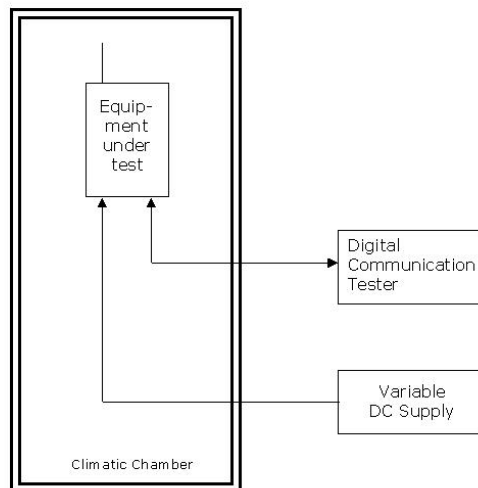 Equip-
ment
under
test
Digital
Communication
Tester
Variable
DC Supply
Climatic Chamber